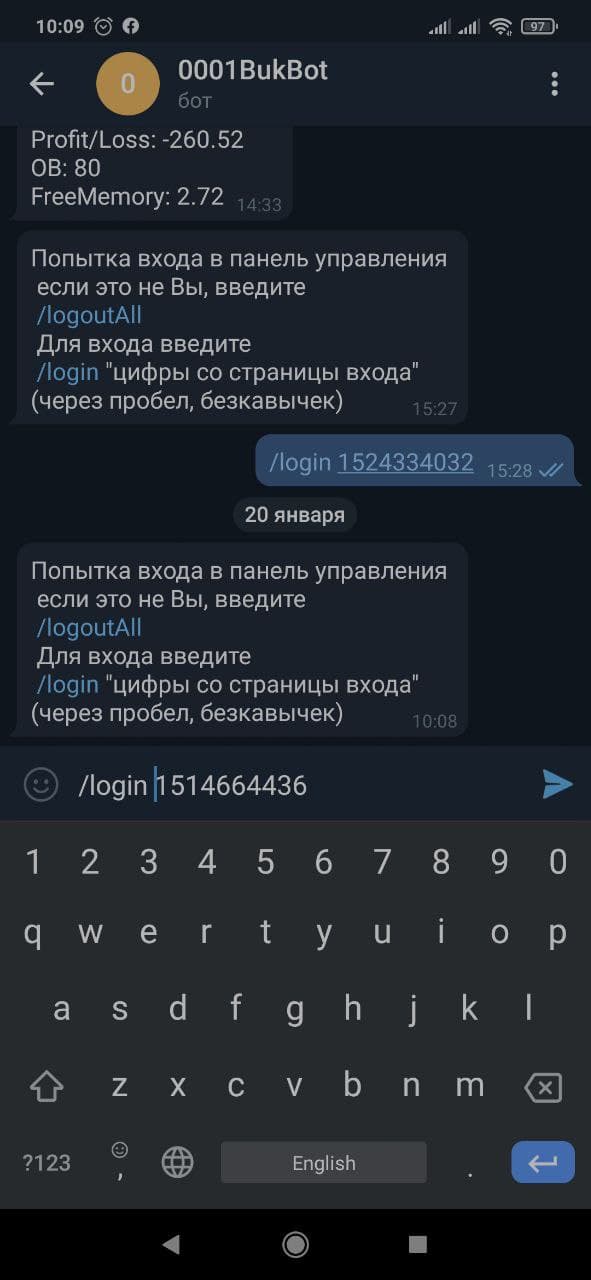 10:09
97
0
0001BukBot
бот
Profit/Loss: -260.52
OB: 80
FreeMemory: 2.72 14:33
Попытка входа в панель управления
если это не Вы, введите
/logoutAll
Для входа введите
/login "цифры со страницы входа"
(через пробел, безкавычек) 15:27
/login 1524334032 15:28
20 января
Попытка входа в панель управления
если это не Вы, введите
/logoutAll
Для входа введите
/login "цифры со страницы входа"
(через пробел, безкавычек) 10:08
/login 1514664436
1 2 3 4 5 6 7 8 9 0
q w e r t y u i o p
a s d f g h j k l
z x c v b n m
?123 , English .